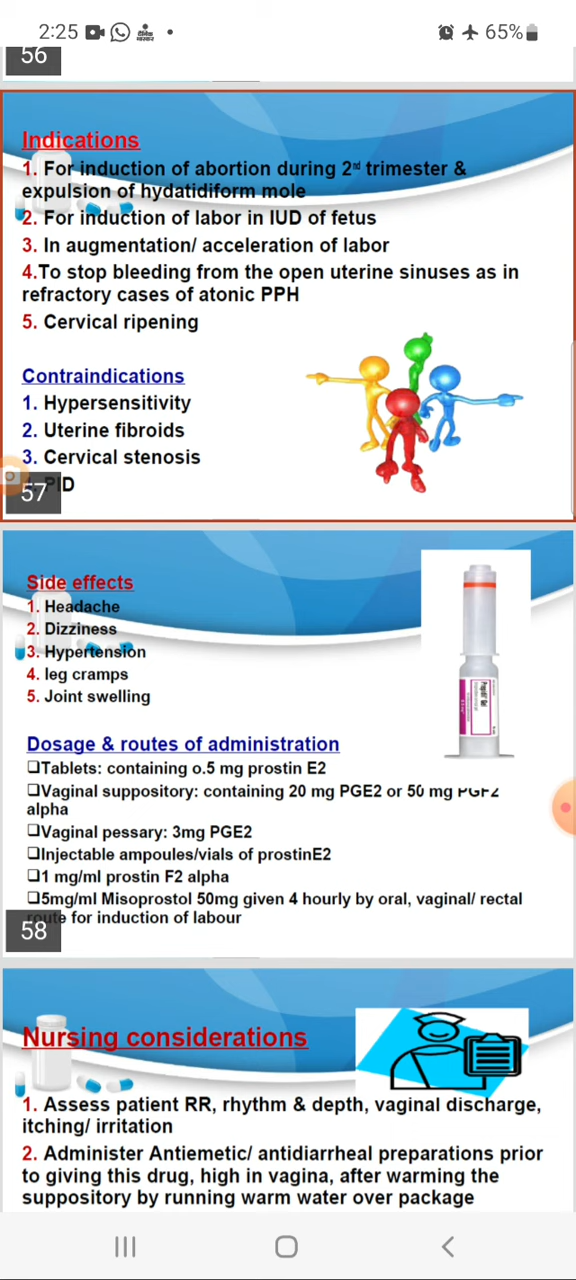 2:25
65%
56
Indications
1. For induction of abortion during 2nd trimester &
expulsion of hydatidiform mole
2. For induction of labor in IUD of fetus
3. In augmentation/ acceleration of labor
4.To stop bleeding from the open uterine sinuses as in
refractory cases of atonic PPH
5. Cervical ripening
Contraindications
1. Hypersensitivity
2. Uterine fibroids
3. Cervical stenosis
PID
57
Side effects
1. Headache
2. Dizziness
3. Hypertension
4. leg cramps
5. Joint swelling
Prepidil Gel
Dosage & routes of administration
❑Tablets: containing o.5 mg prostin E2
❑Vaginal suppository: containing 20 mg PGE2 or 50 mg PGF2
alpha
❑Vaginal pessary: 3mg PGE2
❑Injectable ampoules/vials of prostinE2
❑1 mg/ml prostin F2 alpha
❑5mg/ml Misoprostol 50mg given 4 hourly by oral, vaginal/ rectal
route for induction of labour
58
Nursing considerations
1. Assess patient RR, rhythm & depth, vaginal discharge,
itching/ irritation
2. Administer Antiemetic/ antidiarrheal preparations prior
to giving this drug, high in vagina, after warming the
suppository by running warm water over package